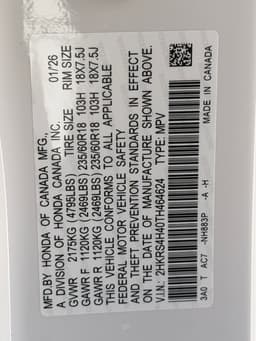 MFD.BY HONDA OF CANADA MFG.,
A DIVISION OF HONDA CANADA INC. 01/26
TIRE SIZE RIM SIZE
GVWR 2175KG (4795LBS)
GAWR F 1120KG (2469LBS) 235/60R18 103H 18X7.5J
GAWR R 1120KG (2469LBS) 235/60R18 103H 18X7.5J
THIS VEHICLE CONFORMS TO ALL APPLICABLE
FEDERAL MOTOR VEHICLE SAFETY
AND THEFT PREVENTION STANDARDS IN EFFECT
ON THE DATE OF MANUFACTURE SHOWN ABOVE.
V.I.N.: 2HKRS4H40TH464624 TYPE: MPV
3A0 T AC7 -NH883P -A -H MADE IN CANADA